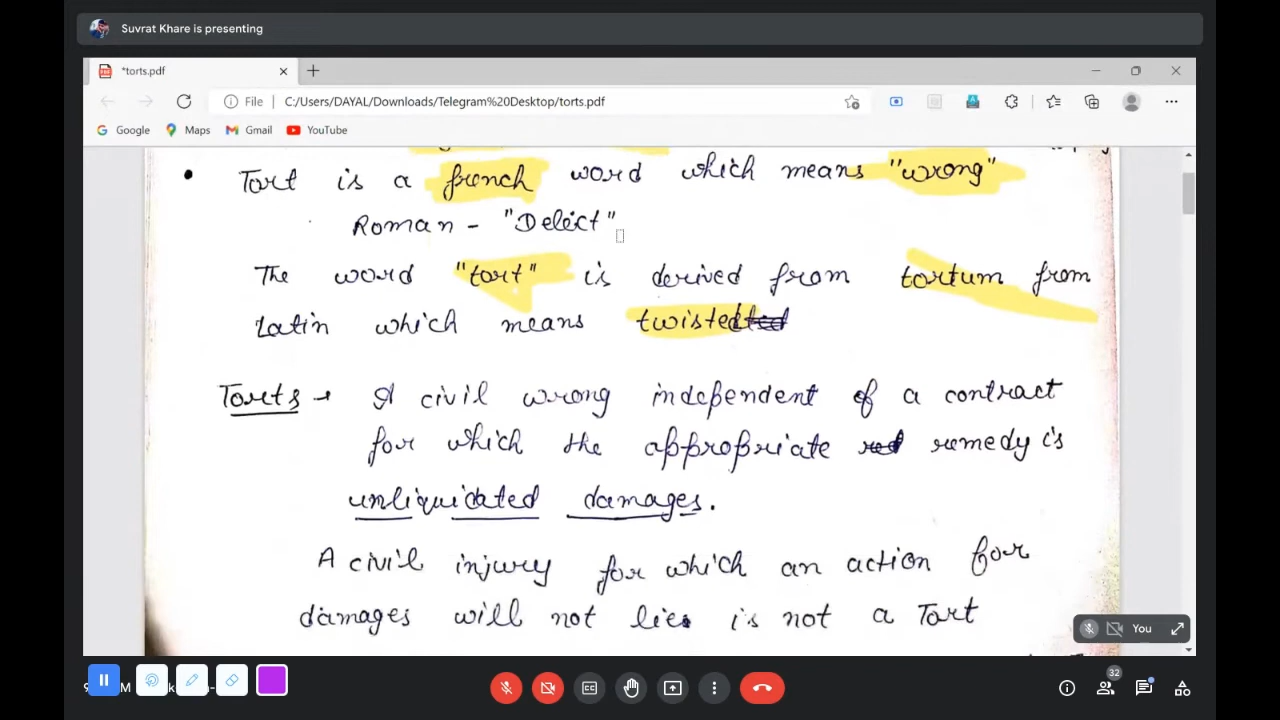 Suvrat Khare is presenting
*torts.pdf
File C:/Users/DAYAL/Downloads/Telegram%20Desktop/torts.pdf
Google Maps Gmail YouTube
Tort is a french word which means "wrong"
Roman - "Delict"
The word "tort" is derived from tortum from
Latin which means twisted
Torts → A civil wrong independent of a contract
for which the appropriate remedy is
unliquidated damages.
A civil injury for which an action for
damages will not lie is not a Tort
You
32